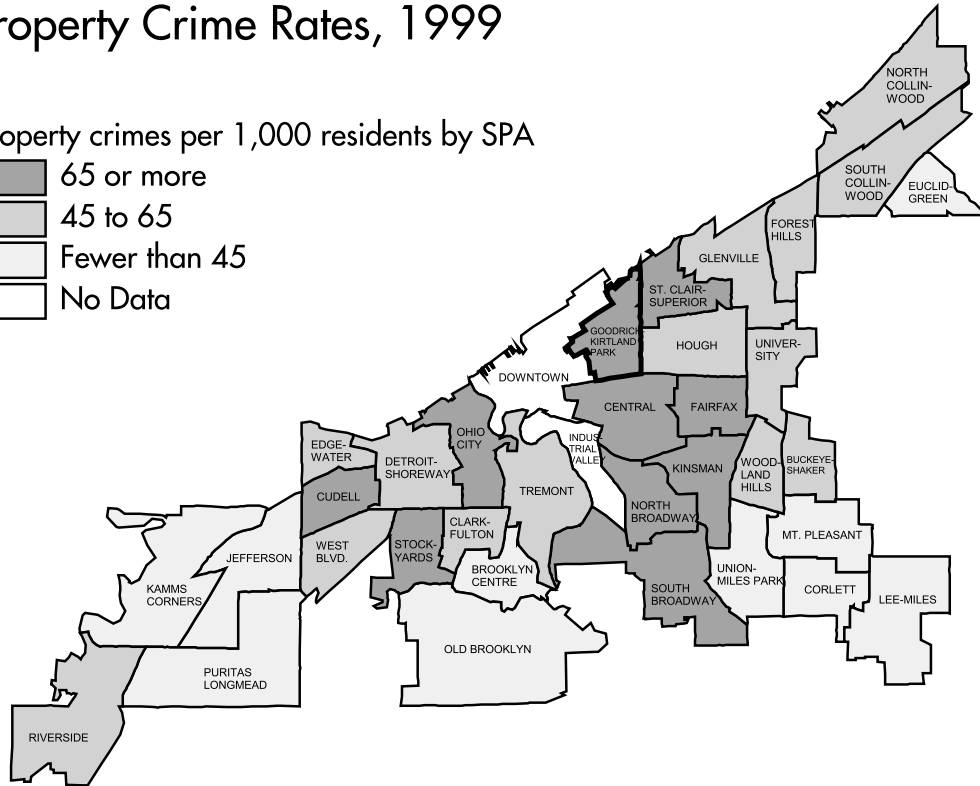 roperty Crime Rates, 1999
operty crimes per 1,000 residents by SPA
65 or more
45 to 65
Fewer than 45
No Data
NORTH
COLLIN-
WOOD
SOUTH
COLLIN-
WOOD
EUCLID-
GREEN
FOREST
HILLS
GLENVILLE
ST. CLAIR-
SUPERIOR
GOODRICH
KIRTLAND
PARK
HOUGH
UNIVER-
SITY
DOWNTOWN
CENTRAL
FAIRFAX
OHIO
CITY
INDUS-
TRIAL
VALLEY
EDGE-
WATER
DETROIT-
SHOREWAY
KINSMAN
WOOD-
LAND
HILLS
BUCKEYE-
SHAKER
CUDELL
TREMONT
NORTH
BROADWAY
CLARK-
FULTON
MT. PLEASANT
JEFFERSON
WEST
BLVD.
STOCK-
YARDS
BROOKLYN
CENTRE
UNION-
MILES PARK
KAMMS
CORNERS
SOUTH
BROADWAY
CORLETT
LEE-MILES
OLD BROOKLYN
PURITAS
LONGMEAD
RIVERSIDE